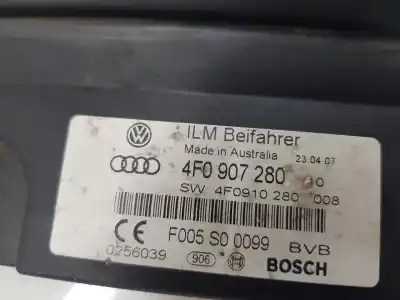 ILM Beifahrer
Made in Australia 23.04.07
4F0 907 280
SW 4F0910 280 008
CE F005 S0 0099 BVB
0256039 906 BOSCH